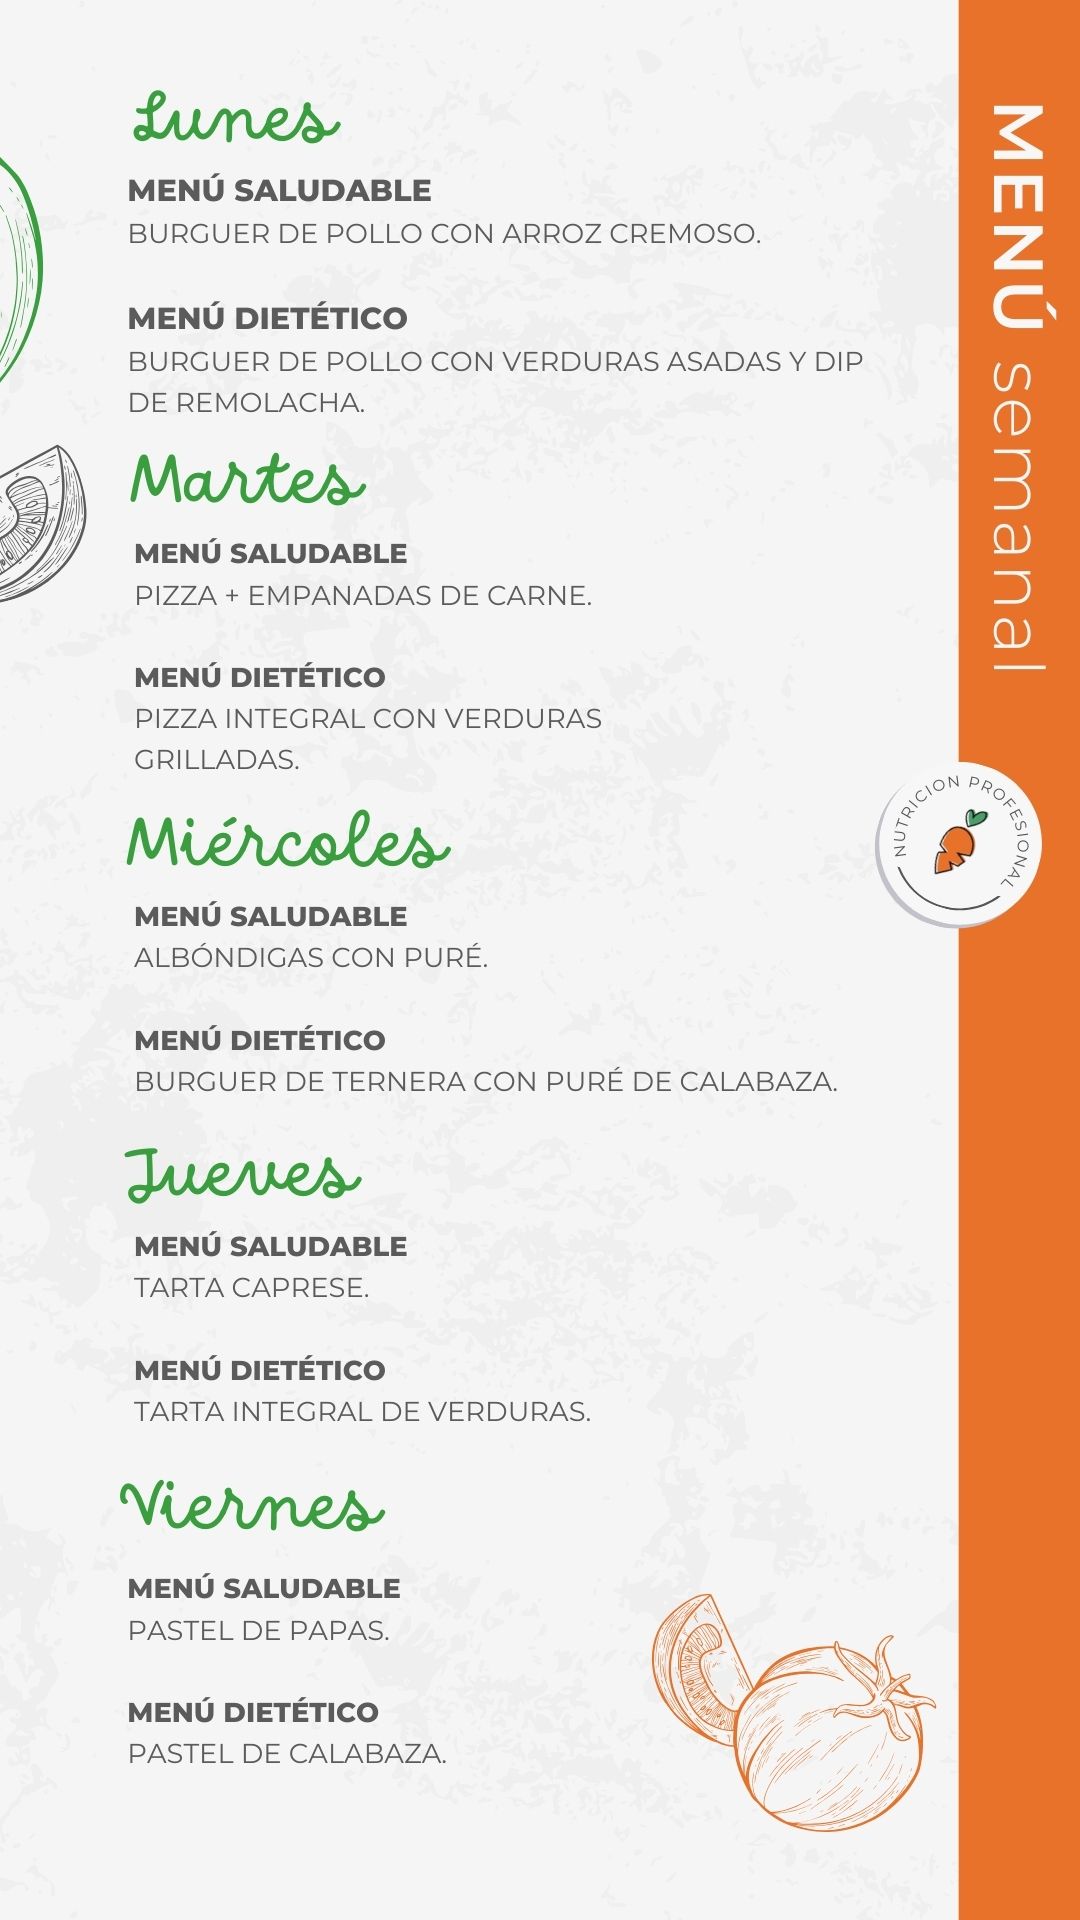 Lunes
MENÚ SALUDABLE
BURGUER DE POLLO CON ARROZ CREMOSO.
MENÚ DIETÉTICO
BURGUER DE POLLO CON VERDURAS ASADAS Y DIP
DE REMOLACHA.
Martes
MENÚ SALUDABLE
PIZZA + EMPANADAS DE CARNE.
MENÚ DIETÉTICO
PIZZA INTEGRAL CON VERDURAS
GRILLADAS.
Miércoles
MENÚ SALUDABLE
ALBÓNDIGAS CON PURÉ.
MENÚ DIETÉTICO
BURGUER DE TERNERA CON PURÉ DE CALABAZA.
Jueves
MENÚ SALUDABLE
TARTA CAPRESE.
MENÚ DIETÉTICO
TARTA INTEGRAL DE VERDURAS.
Viernes
MENÚ SALUDABLE
PASTEL DE PAPAS.
MENÚ DIETÉTICO
PASTEL DE CALABAZA.
MENÚ semanal
NUTRICION PROFESIONAL